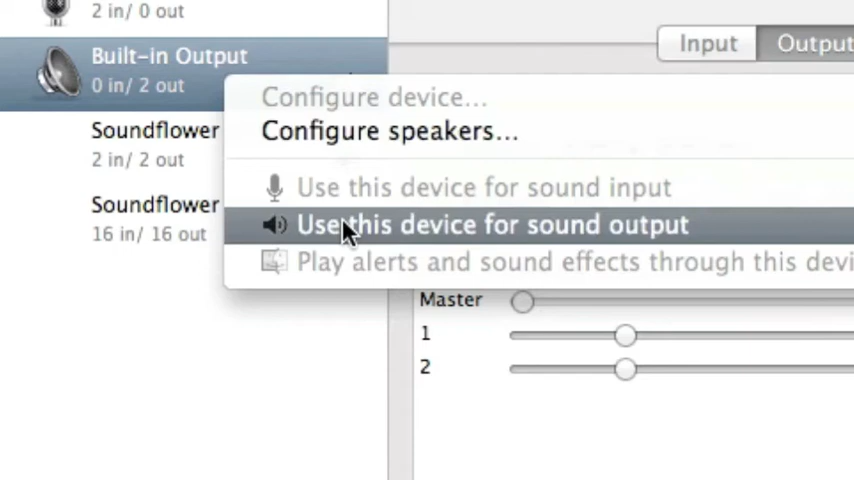 2 in/ 0 out
Built-in Output
0 in/ 2 out
Soundflower
2 in/ 2 out
Soundflower
16 in/ 16 out
Input
Output
Configure device...
Configure speakers...
Use this device for sound input
Use this device for sound output
Play alerts and sound effects through this devi
Master
1
2